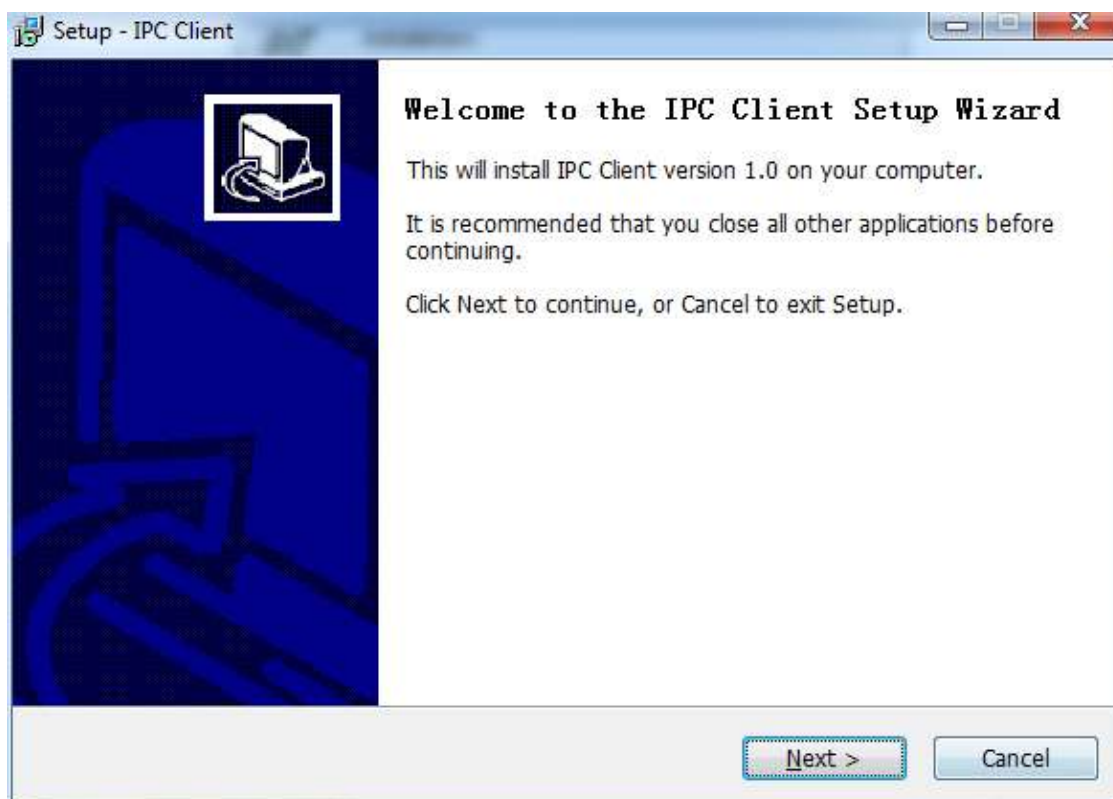 Setup - IPC Client
Welcome to the IPC Client Setup Wizard
This will install IPC Client version 1.0 on your computer.
It is recommended that you close all other applications before
continuing.
Click Next to continue, or Cancel to exit Setup.
Next >
Cancel